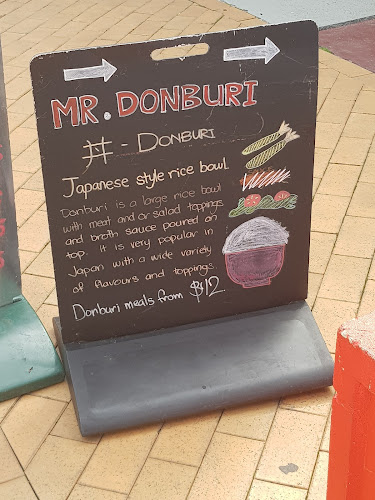 MR. DONBURI
丼 - DONBURI
Japanese style rice bowl.
Donburi is a large rice bowl
with meat and or salad toppings
and broth sauce poured on
top. It is very popular in
Japan with a wide variety
of flavours and toppings.
Donburi meals from $12